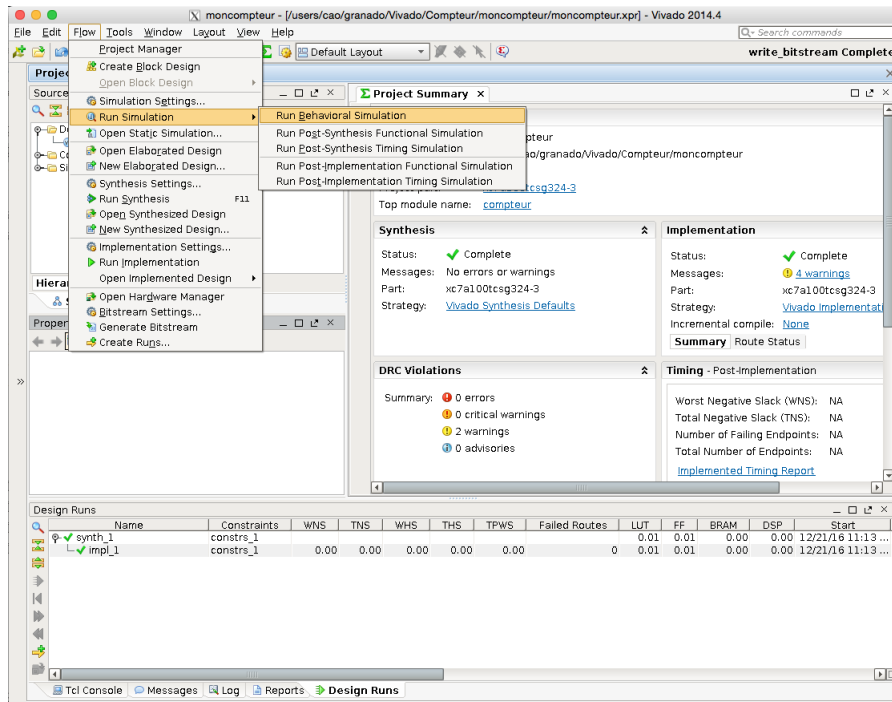 moncompteur - [/users/cao/granado/Vivado/Compteur/moncompteur/moncompteur.xpr] - Vivado 2014.4
File Edit Flow Tools Window Layout View Help
Search commands
Default Layout
write_bitstream Complete
Project Manager
Create Block Design
Open Block Design
Simulation Settings...
Run Simulation
Open Static Simulation...
Open Elaborated Design
New Elaborated Design...
Synthesis Settings...
Run Synthesis F11
Open Synthesized Design
New Synthesized Design...
Implementation Settings...
Run Implementation
Open Implemented Design
Open Hardware Manager
Bitstream Settings...
Generate Bitstream
Create Runs...
Run Behavioral Simulation
Run Post-Synthesis Functional Simulation
Run Post-Synthesis Timing Simulation
Run Post-Implementation Functional Simulation
Run Post-Implementation Timing Simulation
Project Summary
Top module name: compteur
Synthesis
Status: Complete
Messages: No errors or warnings
Part: xc7a100tcsg324-3
Strategy: Vivado Synthesis Defaults
Implementation
Status: Complete
Messages: 4 warnings
Part: xc7a100tcsg324-3
Strategy: Vivado Implementati
Incremental compile: None
Summary Route Status
DRC Violations
Summary: 0 errors
0 critical warnings
2 warnings
0 advisories
Timing - Post-Implementation
Worst Negative Slack (WNS): NA
Total Negative Slack (TNS): NA
Number of Failing Endpoints: NA
Total Number of Endpoints: NA
Implemented Timing Report
Design Runs
Name Constraints WNS TNS WHS THS TPWS Failed Routes LUT FF BRAM DSP Start
synth_1 constrs_1 0.01 0.01 0.00 0.00 12/21/16 11:13 ...
impl_1 constrs_1 0.00 0.00 0.00 0.00 0.00 0 0.01 0.01 0.00 0.00 12/21/16 11:13 ...
Tcl Console Messages Log Reports Design Runs